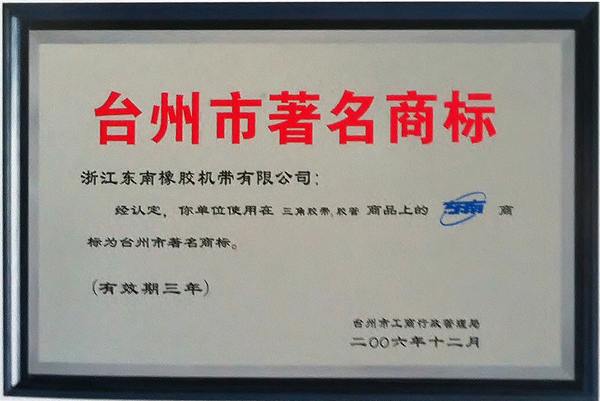 台州市著名商标
浙江东南橡胶机带有限公司：
经认定，你单位使用在 三角胶带、胶管 商品上的 东南 商
标为台州市著名商标。
（有效期三年）
台州市工商行政管理局
二〇〇六年十二月